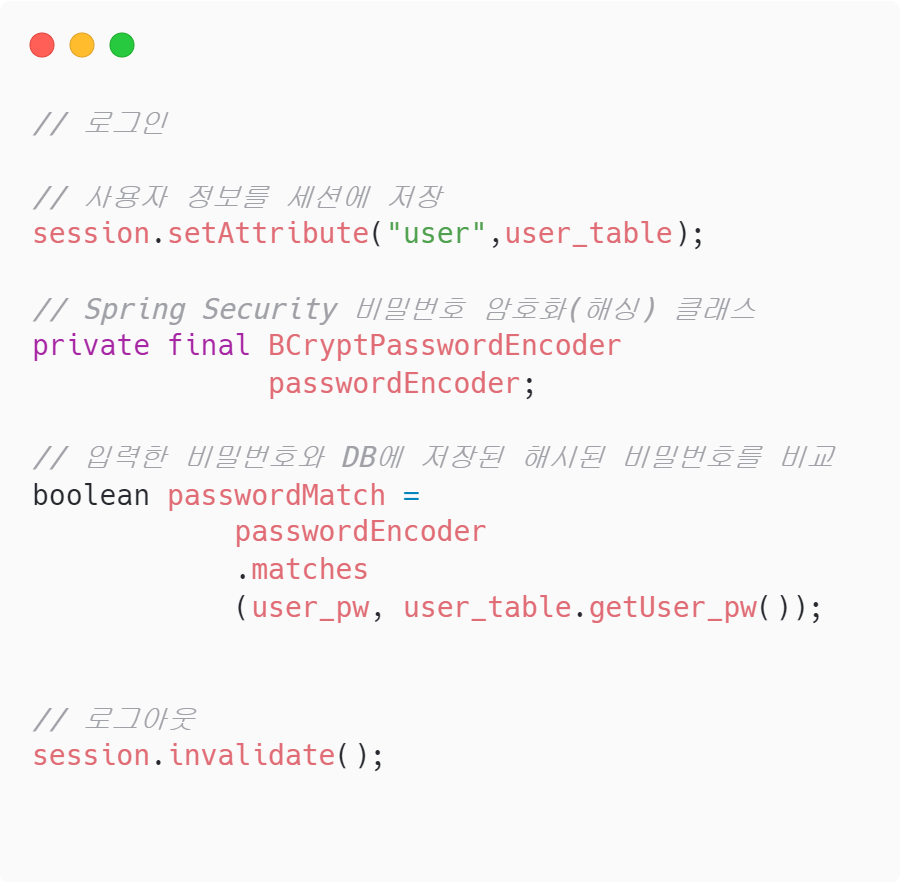 // 로그인
// 사용자 정보를 세션에 저장
session.setAttribute("user",user_table);
// Spring Security 비밀번호 암호화(해싱) 클래스
private final BCryptPasswordEncoder
passwordEncoder;
// 입력한 비밀번호와 DB에 저장된 해시된 비밀번호를 비교
boolean passwordMatch =
passwordEncoder
.matches
(user_pw, user_table.getUser_pw());
// 로그아웃
session.invalidate();